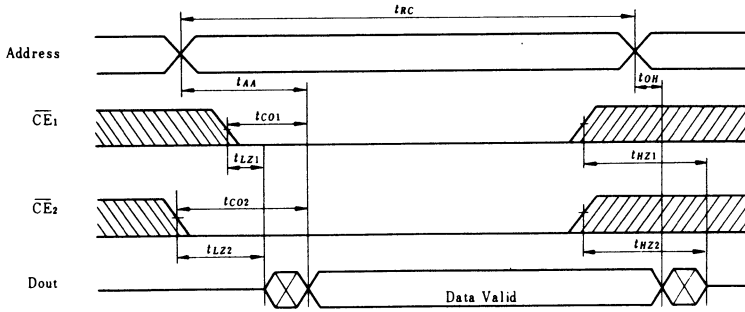 tRC
Address
tAA
tOH
CE1
tCO1
tLZ1
tHZ1
CE2
tCO2
tLZ2
tHZ2
Dout
Data Valid